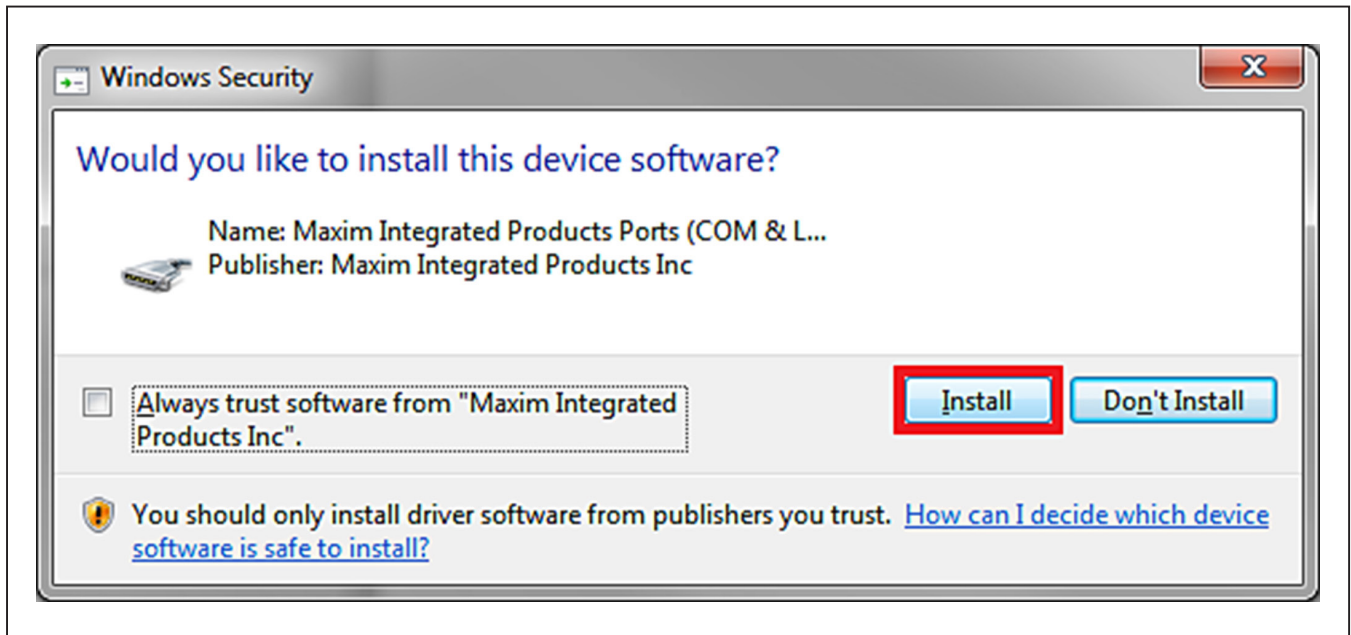 Windows Security
Would you like to install this device software?
Name: Maxim Integrated Products Ports (COM & L...
Publisher: Maxim Integrated Products Inc
Always trust software from "Maxim Integrated
Products Inc".
Install
Don't Install
You should only install driver software from publishers you trust. How can I decide which device
software is safe to install?